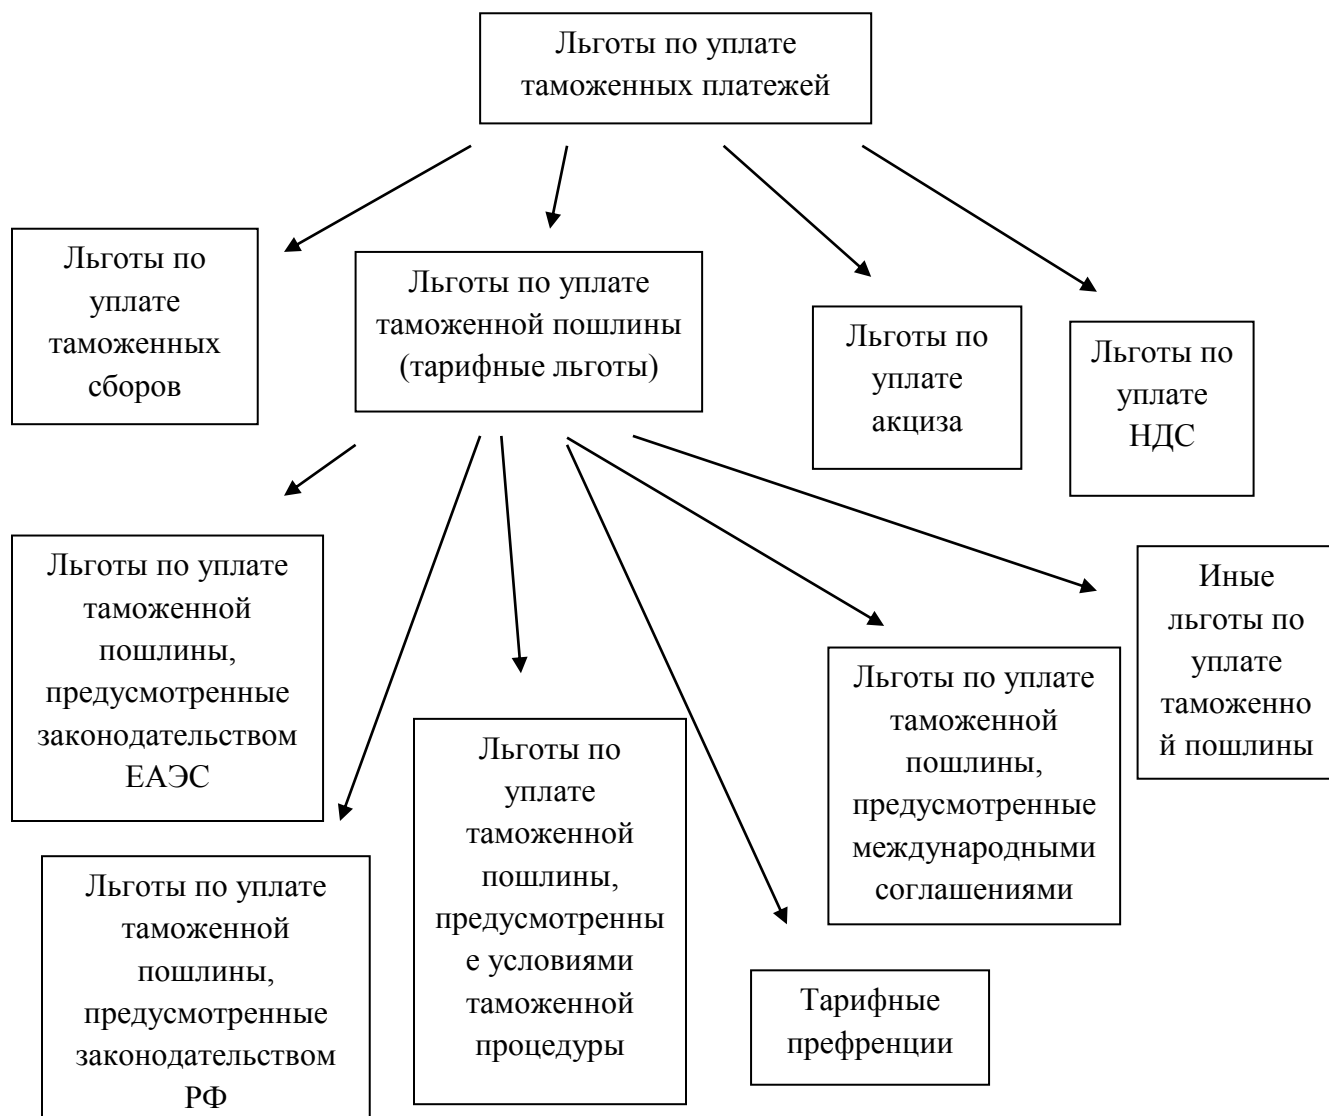 Льготы по уплате
таможенных платежей
Льготы по
уплате
таможенных
сборов
Льготы по уплате
таможенной пошлины
(тарифные льготы)
Льготы по
уплате
акциза
Льготы по
уплате
НДС
Льготы по уплате
таможенной
пошлины,
предусмотренные
законодательством
ЕАЭС
Льготы по уплате
таможенной
пошлины,
предусмотренные
законодательством
РФ
Льготы по
уплате
таможенной
пошлины,
предусмотренны
е условиями
таможенной
процедуры
Тарифные
префренции
Льготы по уплате
таможенной
пошлины,
предусмотренные
международными
соглашениями
Иные
льготы по
уплате
таможенно
й пошлины